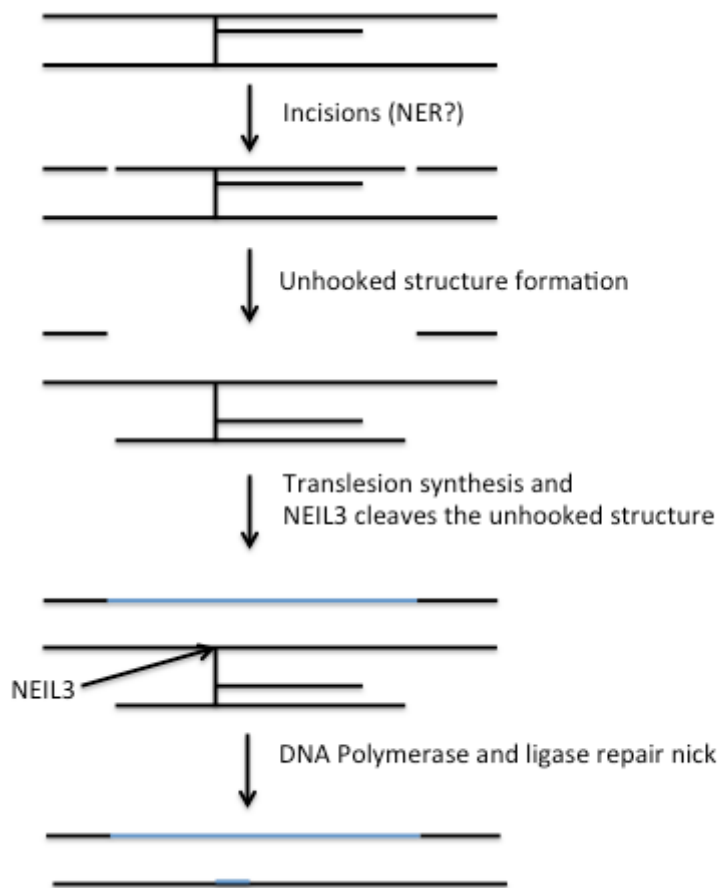 Incisions (NER?)
Unhooked structure formation
Translesion synthesis and
NEIL3 cleaves the unhooked structure
NEIL3
DNA Polymerase and ligase repair nick